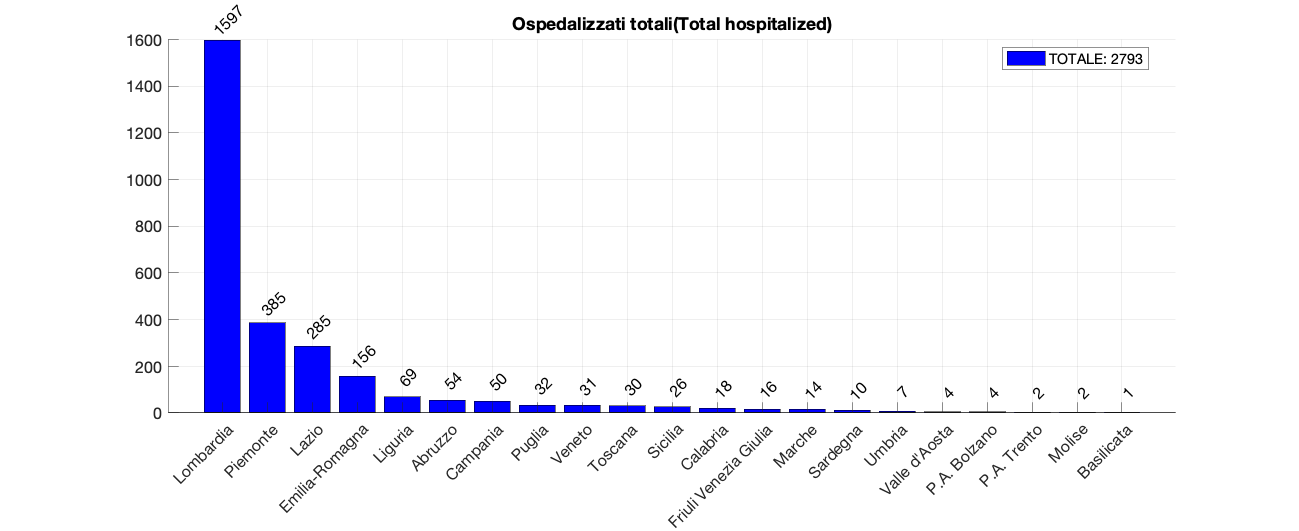 Ospedalizzati totali(Total hospitalized)
TOTALE: 2793
1600
1400
1200
1000
800
600
400
200
0
1597
385
285
156
69
54
50
32
31
30
26
18
16
14
10
7
4
4
2
2
1
Lombardia
Piemonte
Lazio
Emilia-Romagna
Liguria
Abruzzo
Campania
Puglia
Veneto
Toscana
Sicilia
Calabria
Friuli Venezia Giulia
Marche
Sardegna
Umbria
Valle d'Aosta
P.A. Bolzano
P.A. Trento
Molise
Basilicata